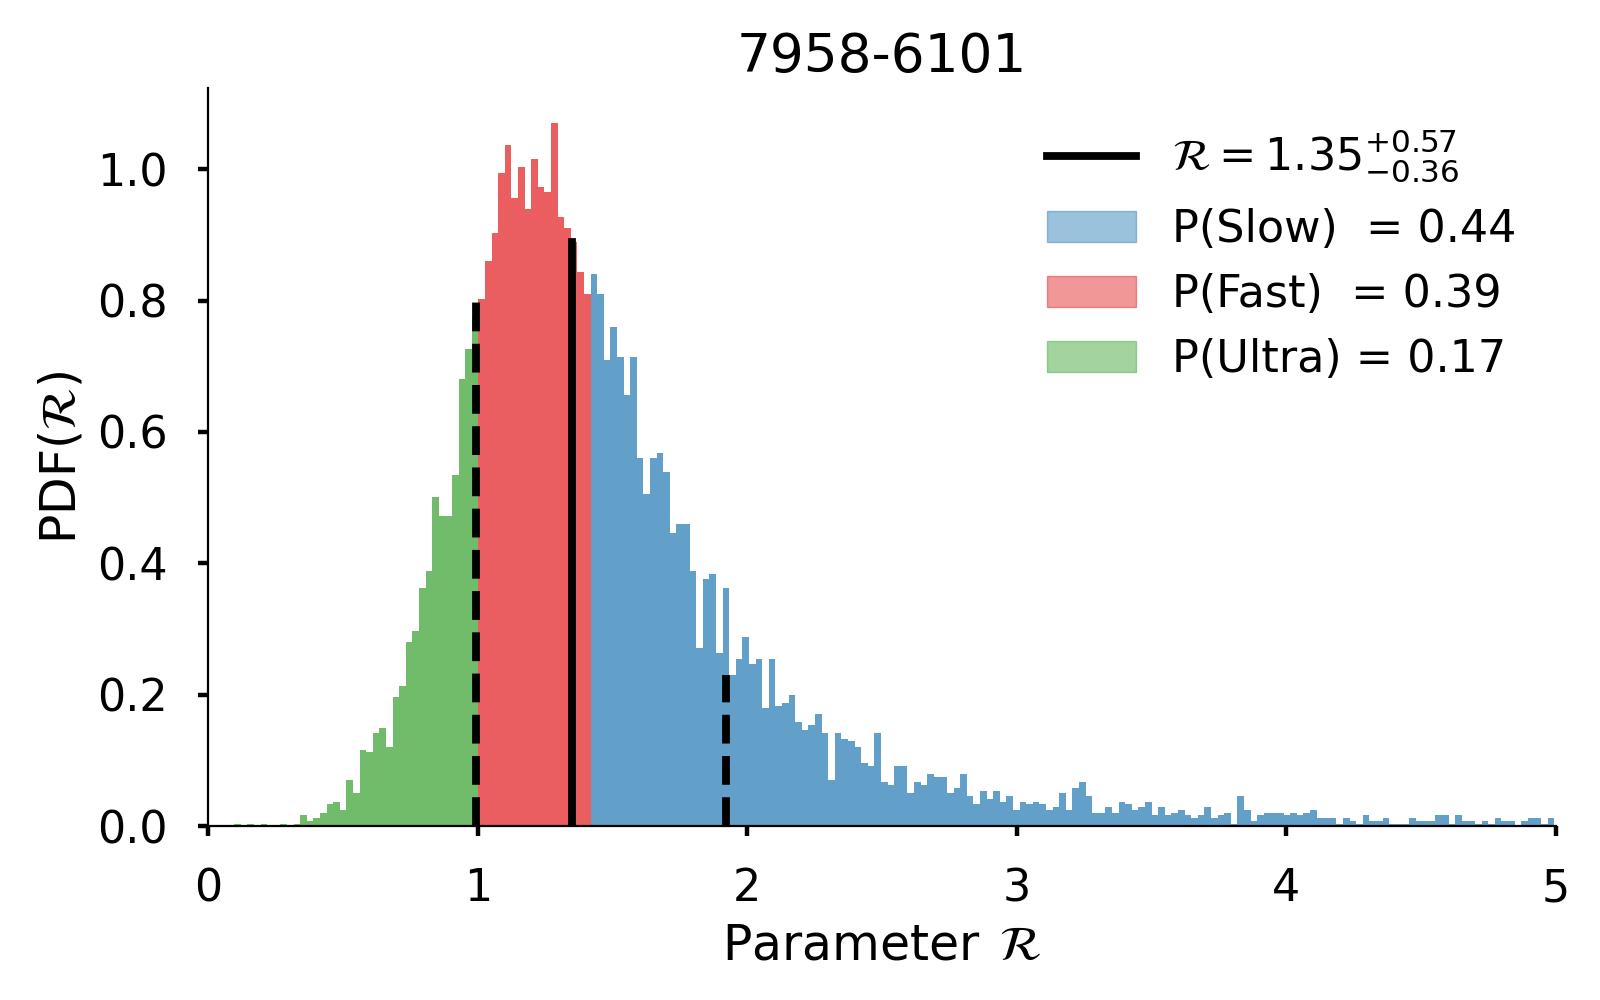 7958-6101
ℛ = 1.35 +0.57 −0.36
P(Slow) = 0.44
P(Fast) = 0.39
P(Ultra) = 0.17
PDF(ℛ)
1.0
0.8
0.6
0.4
0.2
0.0
0 1 2 3 4 5
Parameter ℛ